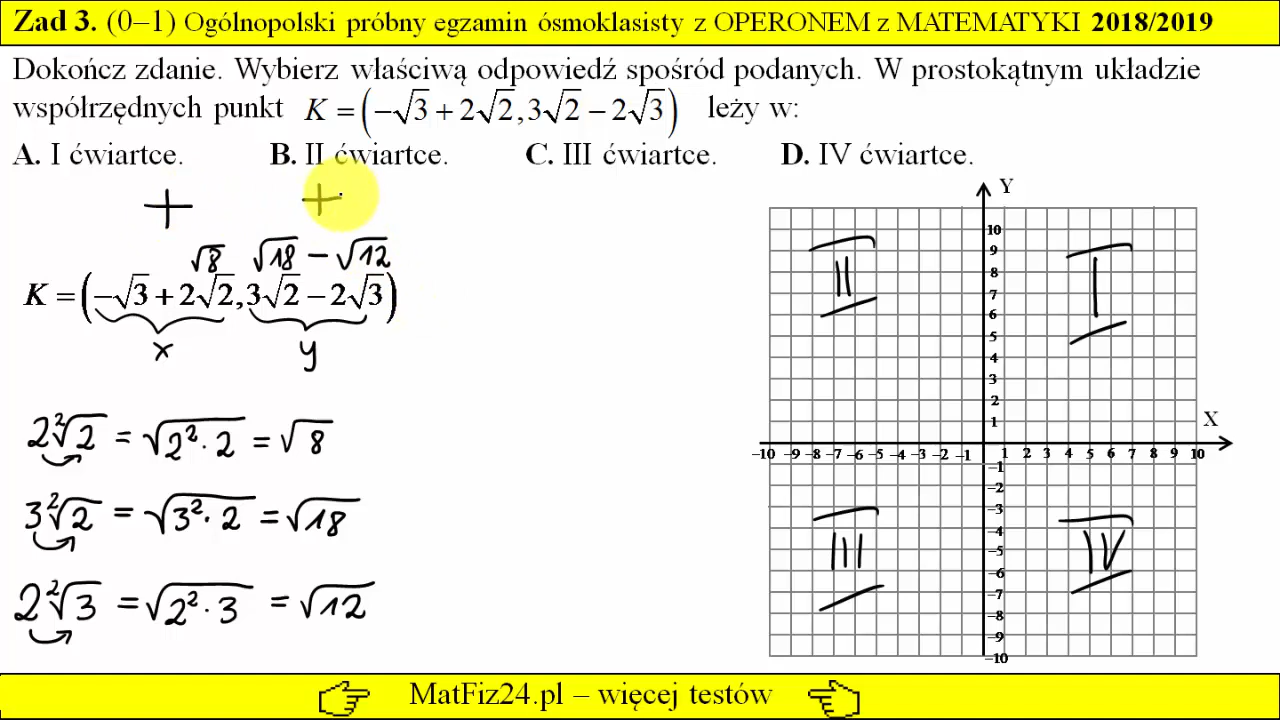 Zad 3. (0–1) Ogólnopolski próbny egzamin ósmoklasisty z OPERONEM z MATEMATYKI 2018/2019
Dokończ zdanie. Wybierz właściwą odpowiedź spośród podanych. W prostokątnym układzie
współrzędnych punkt K = (−√3 + 2√2, 3√2 − 2√3) leży w:
A. I ćwiartce. B. II ćwiartce. C. III ćwiartce. D. IV ćwiartce.
+ +
√8 √18 − √12
K = (−√3 + 2√2, 3√2 − 2√3)
x y
2²√2 = √2²·2 = √8
3²√2 = √3²·2 = √18
2²√3 = √2²·3 = √12
Y
10
9
8
7
6
5
4
3
2
1
X
−10 −9 −8 −7 −6 −5 −4 −3 −2 −1 1 2 3 4 5 6 7 8 9 10
−1
−2
−3
−4
−5
−6
−7
−8
−9
−10
II I
III IV
MatFiz24.pl – więcej testów